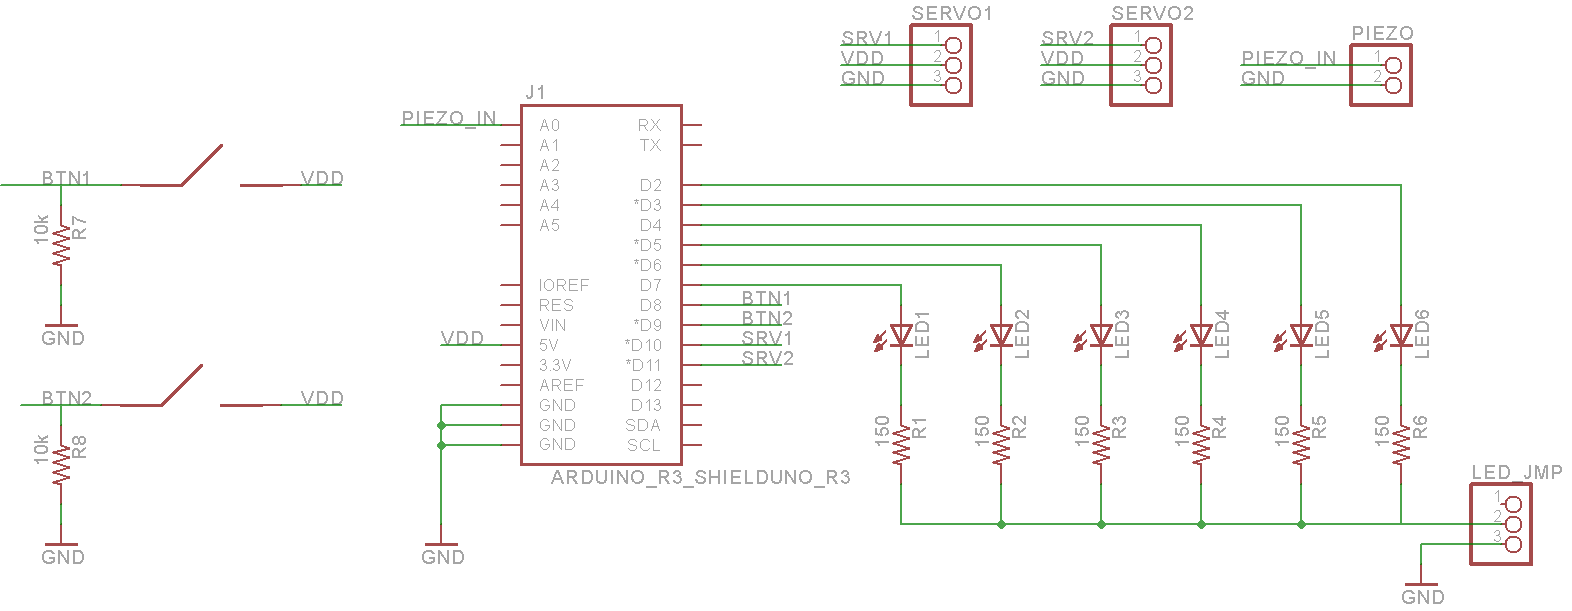 SERVO1
SRV1 1
VDD 2
GND 3
SERVO2
SRV2 1
VDD 2
GND 3
PIEZO
PIEZO_IN 1
GND 2
BTN1 VDD
10k R7
GND
BTN2 VDD
10k R8
GND
J1
PIEZO_IN A0 RX
A1 TX
A2
A3 D2
A4 *D3
A5 D4
*D5
*D6
IOREF D7
RES D8 BTN1
VIN *D9 BTN2
VDD 5V *D10 SRV1
3.3V *D11 SRV2
AREF D12
GND D13
GND SDA
GND SCL
ARDUINO_R3_SHIELDUNO_R3
GND
LED1
LED2
LED3
LED4
LED5
LED6
150 R1
150 R2
150 R3
150 R4
150 R5
150 R6
LED_JMP
1
2
3
GND